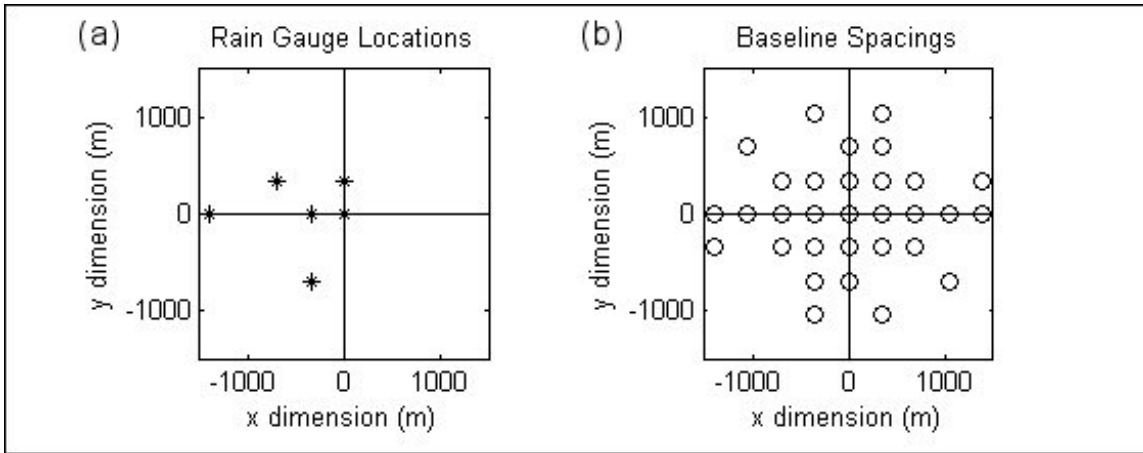 (a) Rain Gauge Locations
1000
0
-1000
y dimension (m)
-1000 0 1000
x dimension (m)
(b) Baseline Spacings
1000
0
-1000
y dimension (m)
-1000 0 1000
x dimension (m)